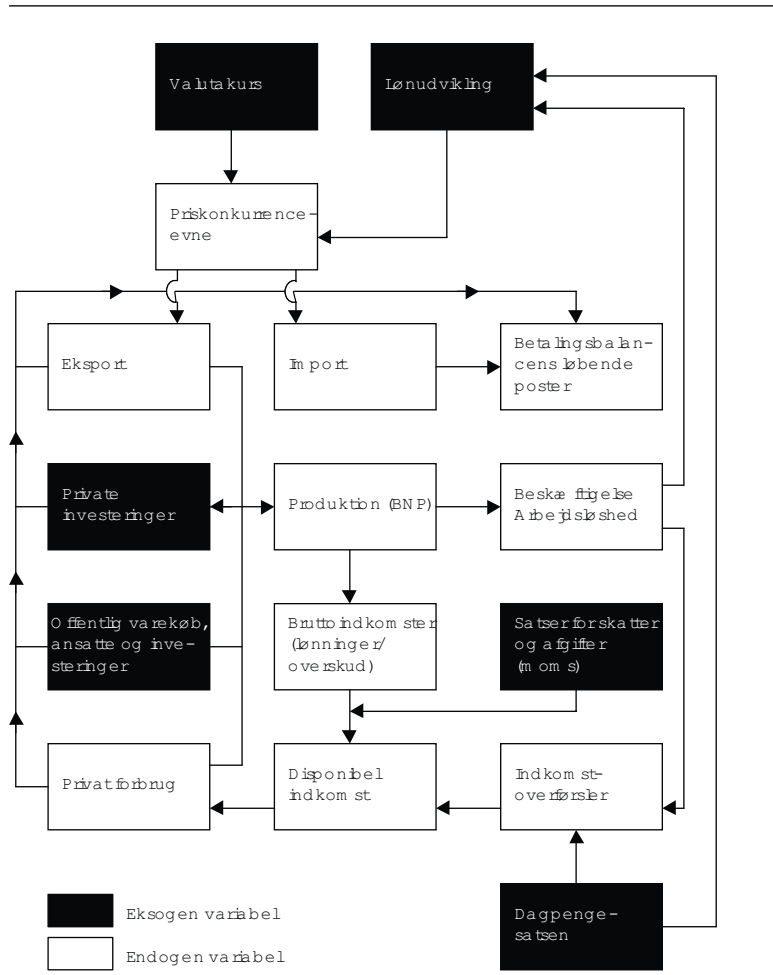 Valutakurs
Lønudvikling
Priskonkurrence-
evne
Eksport
Import
Betalingsbalan-
cens løbende
poster
Private
investeringer
Produktion (BNP)
Beskæftigelse
Arbejdsløshed
Offentlig varekøb,
ansatte og inve-
steringer
Bruttoindkomster
(lønninger/
overskud)
Satser for skatter
og afgifter
(moms)
Privat forbrug
Disponibel
indkomst
Indkomst-
overførsler
Dagpenge-
satsen
Eksogen variabel
Endogen variabel